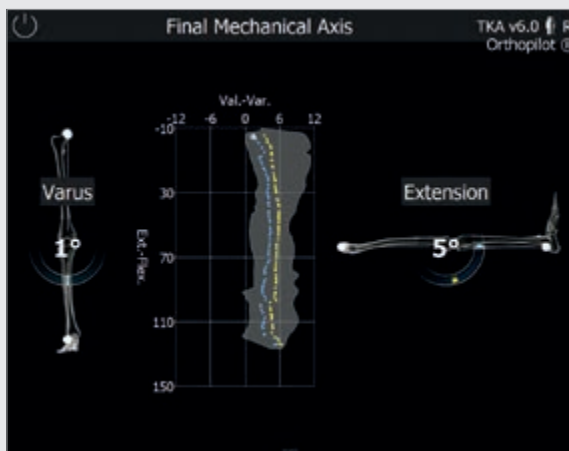 Final Mechanical Axis
TKA v6.0 R
Orthopilot ®
Val.-Var.
-12 -6 0 6 12
-10
30
70
110
150
Ext.-Flex.
Varus
1°
Extension
5°